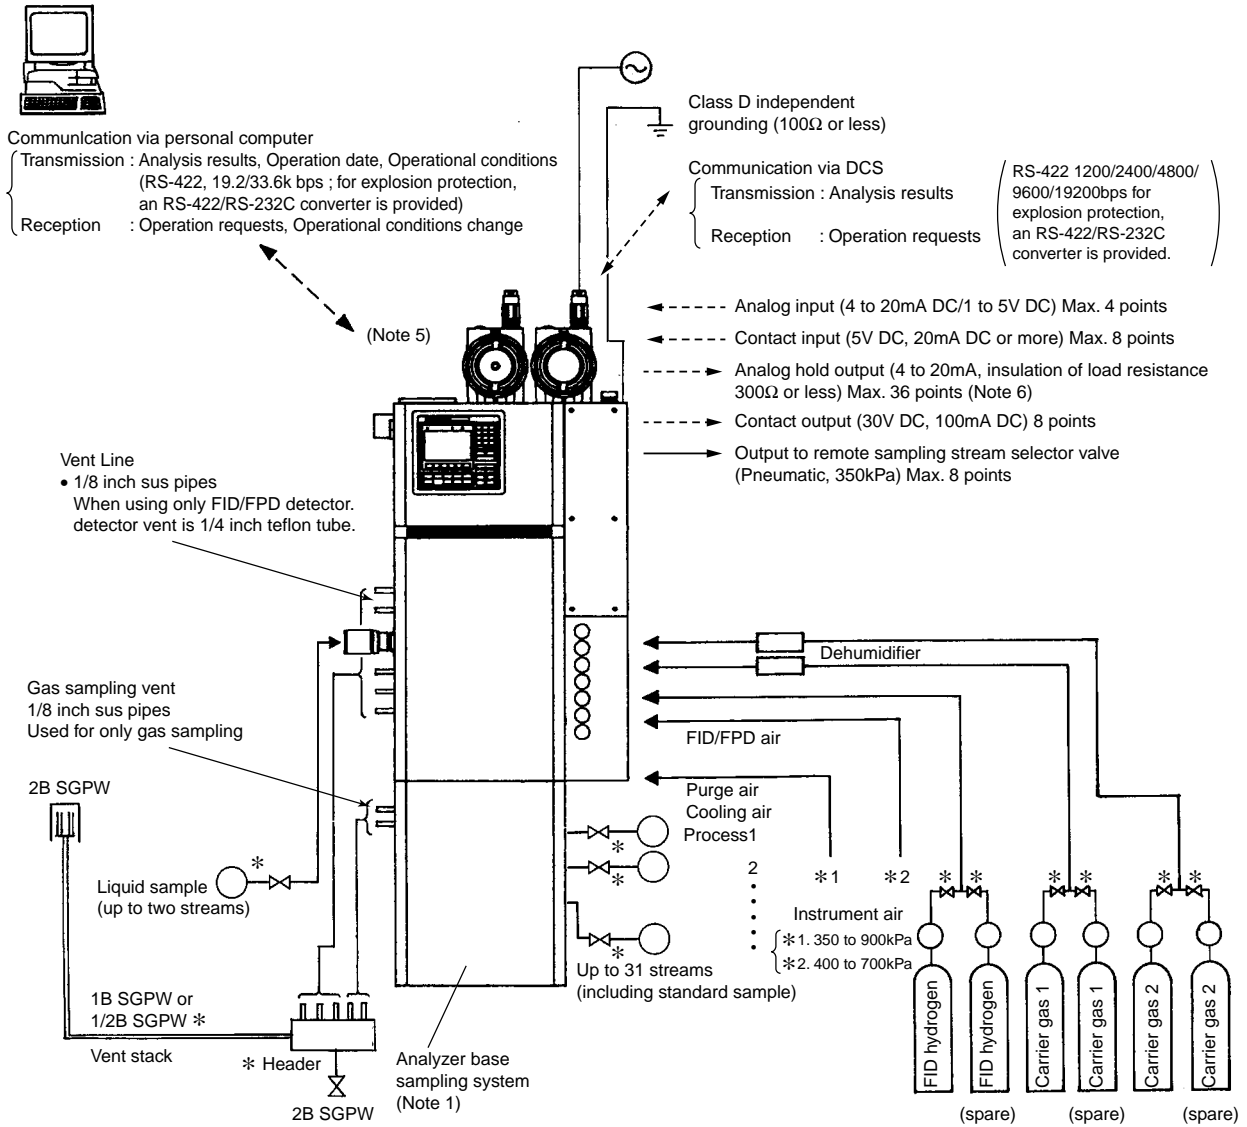 Communlcation via personal computer
Transmission : Analysis results, Operation date, Operational conditions
(RS-422, 19.2/33.6k bps ; for explosion protection,
an RS-422/RS-232C converter is provided)
Reception : Operation requests, Operational conditions change
Class D independent
grounding (100Ω or less)
Communication via DCS
Transmission : Analysis results
Reception : Operation requests
RS-422 1200/2400/4800/
9600/19200bps for
explosion protection,
an RS-422/RS-232C
converter is provided.
(Note 5)
Analog input (4 to 20mA DC/1 to 5V DC) Max. 4 points
Contact input (5V DC, 20mA DC or more) Max. 8 points
Analog hold output (4 to 20mA, insulation of load resistance
300Ω or less) Max. 36 points (Note 6)
Contact output (30V DC, 100mA DC) 8 points
Output to remote sampling stream selector valve
(Pneumatic, 350kPa) Max. 8 points
Vent Line
• 1/8 inch sus pipes
When using only FID/FPD detector.
detector vent is 1/4 inch teflon tube.
Gas sampling vent
1/8 inch sus pipes
Used for only gas sampling
2B SGPW
*
Liquid sample
(up to two streams)
1B SGPW or
1/2B SGPW *
Vent stack
* Header
2B SGPW
Analyzer base
sampling system
(Note 1)
Dehumidifier
FID/FPD air
Purge air
Cooling air
Process1
2
*
*
*
Up to 31 streams
(including standard sample)
*1
*2
Instrument air
*1. 350 to 900kPa
*2. 400 to 700kPa
* * * * * *
FID hydrogen
FID hydrogen
Carrier gas 1
Carrier gas 1
Carrier gas 2
Carrier gas 2
(spare)
(spare)
(spare)